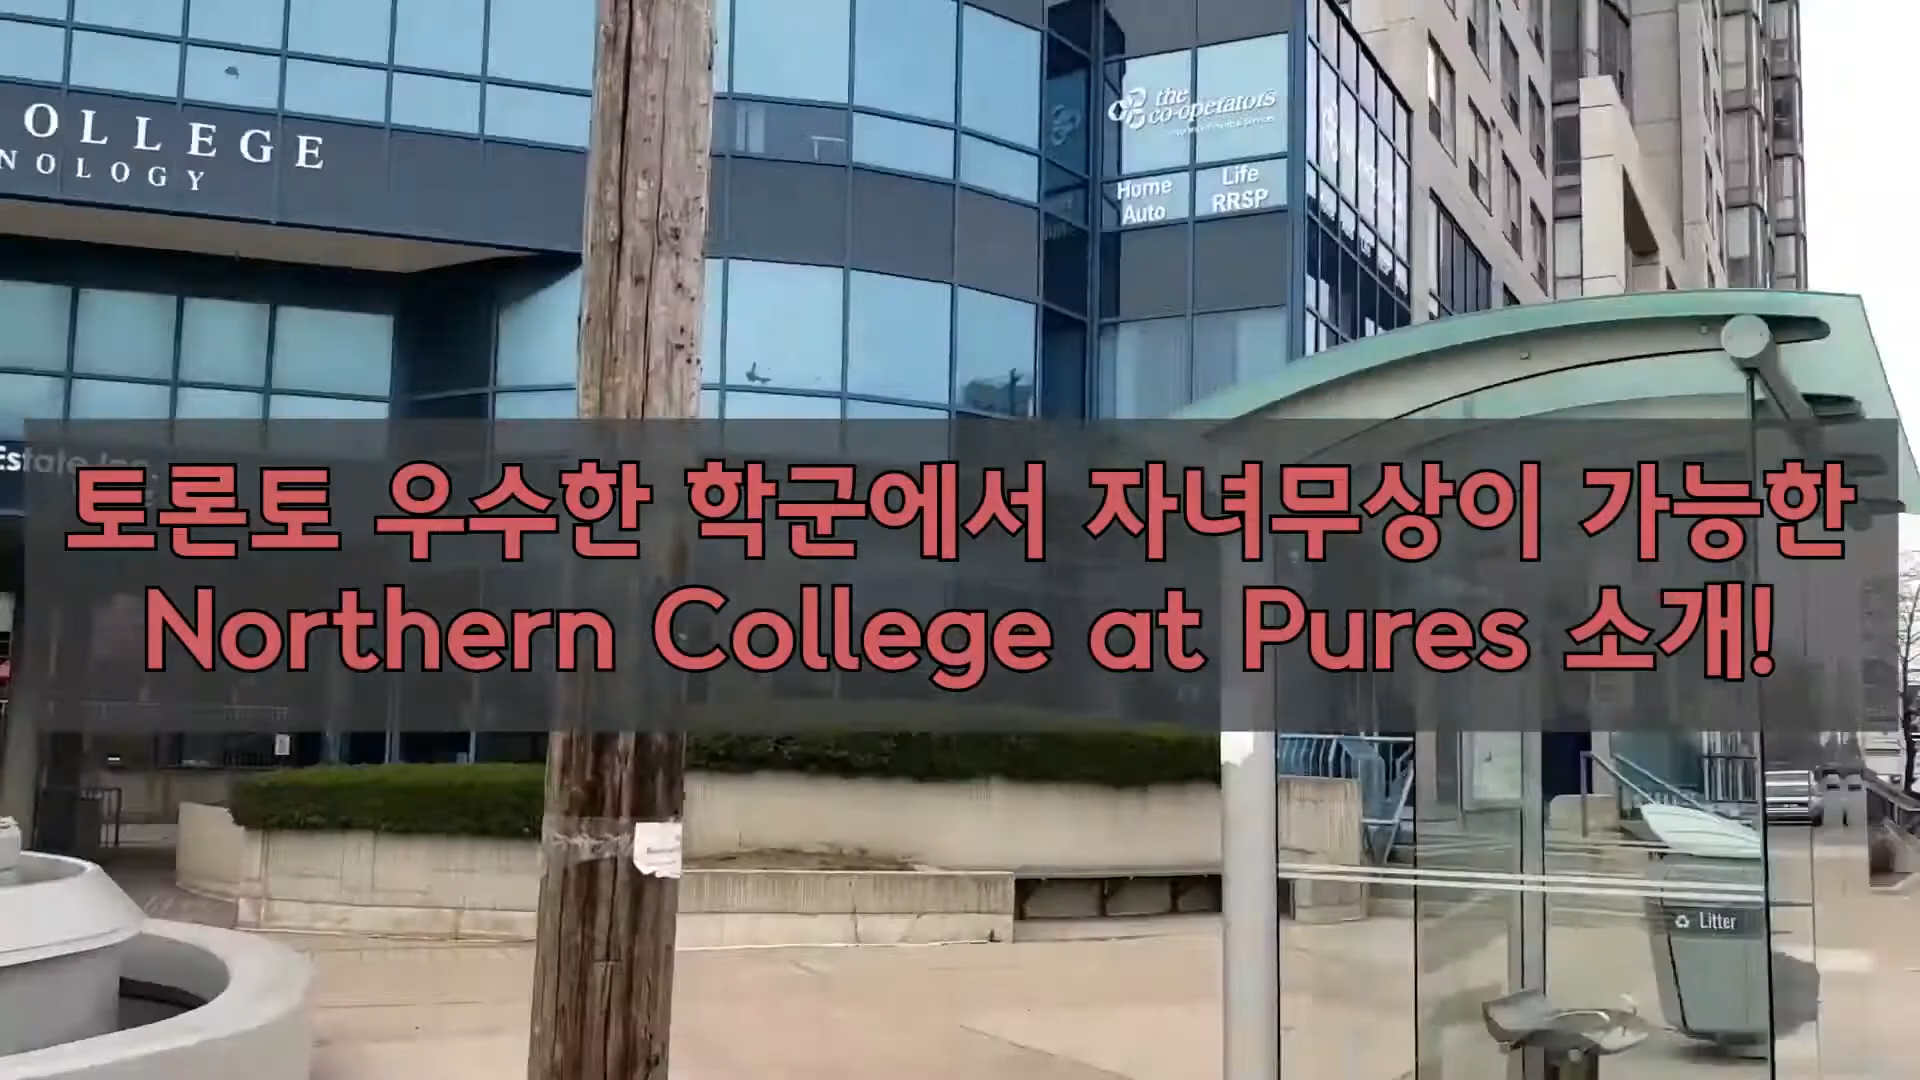 OLLEGE
NOLOGY
the
co-operators
Home
Auto
Life
RRSP
Estate Inc.
토론토 우수한 학군에서 자녀무상이 가능한
Northern College at Pures 소개!
Litter